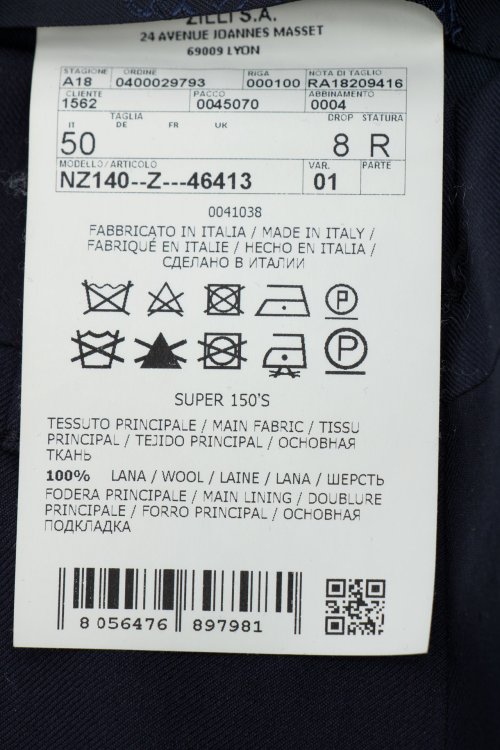 ZILLI S.A.
24 AVENUE JOANNES MASSET
69009 LYON
STAGIONE ORDINE RIGA NOTA DI TAGLIO
A18 0400029793 000100 RA18209416
CLIENTE PACCO ABBINAMENTO
1562 0045070 0004
TAGLIA DROP STATURA
IT DE FR UK
50 8 R
MODELLO/ARTICOLO VAR. PARTE
NZ140--Z---46413 01
0041038
FABBRICATO IN ITALIA / MADE IN ITALY /
FABRIQUÉ EN ITALIE / HECHO EN ITALIA /
СДЕЛАНО В ИТАЛИИ
P
P
SUPER 150'S
TESSUTO PRINCIPALE / MAIN FABRIC / TISSU
PRINCIPAL / TEJIDO PRINCIPAL / ОСНОВНАЯ
ТКАНЬ
100% LANA / WOOL / LAINE / LANA / ШЕРСТЬ
FODERA PRINCIPALE / MAIN LINING / DOUBLURE
PRINCIPALE / FORRO PRINCIPAL / ОСНОВНАЯ
ПОДКЛАДКА
8 056476 897981